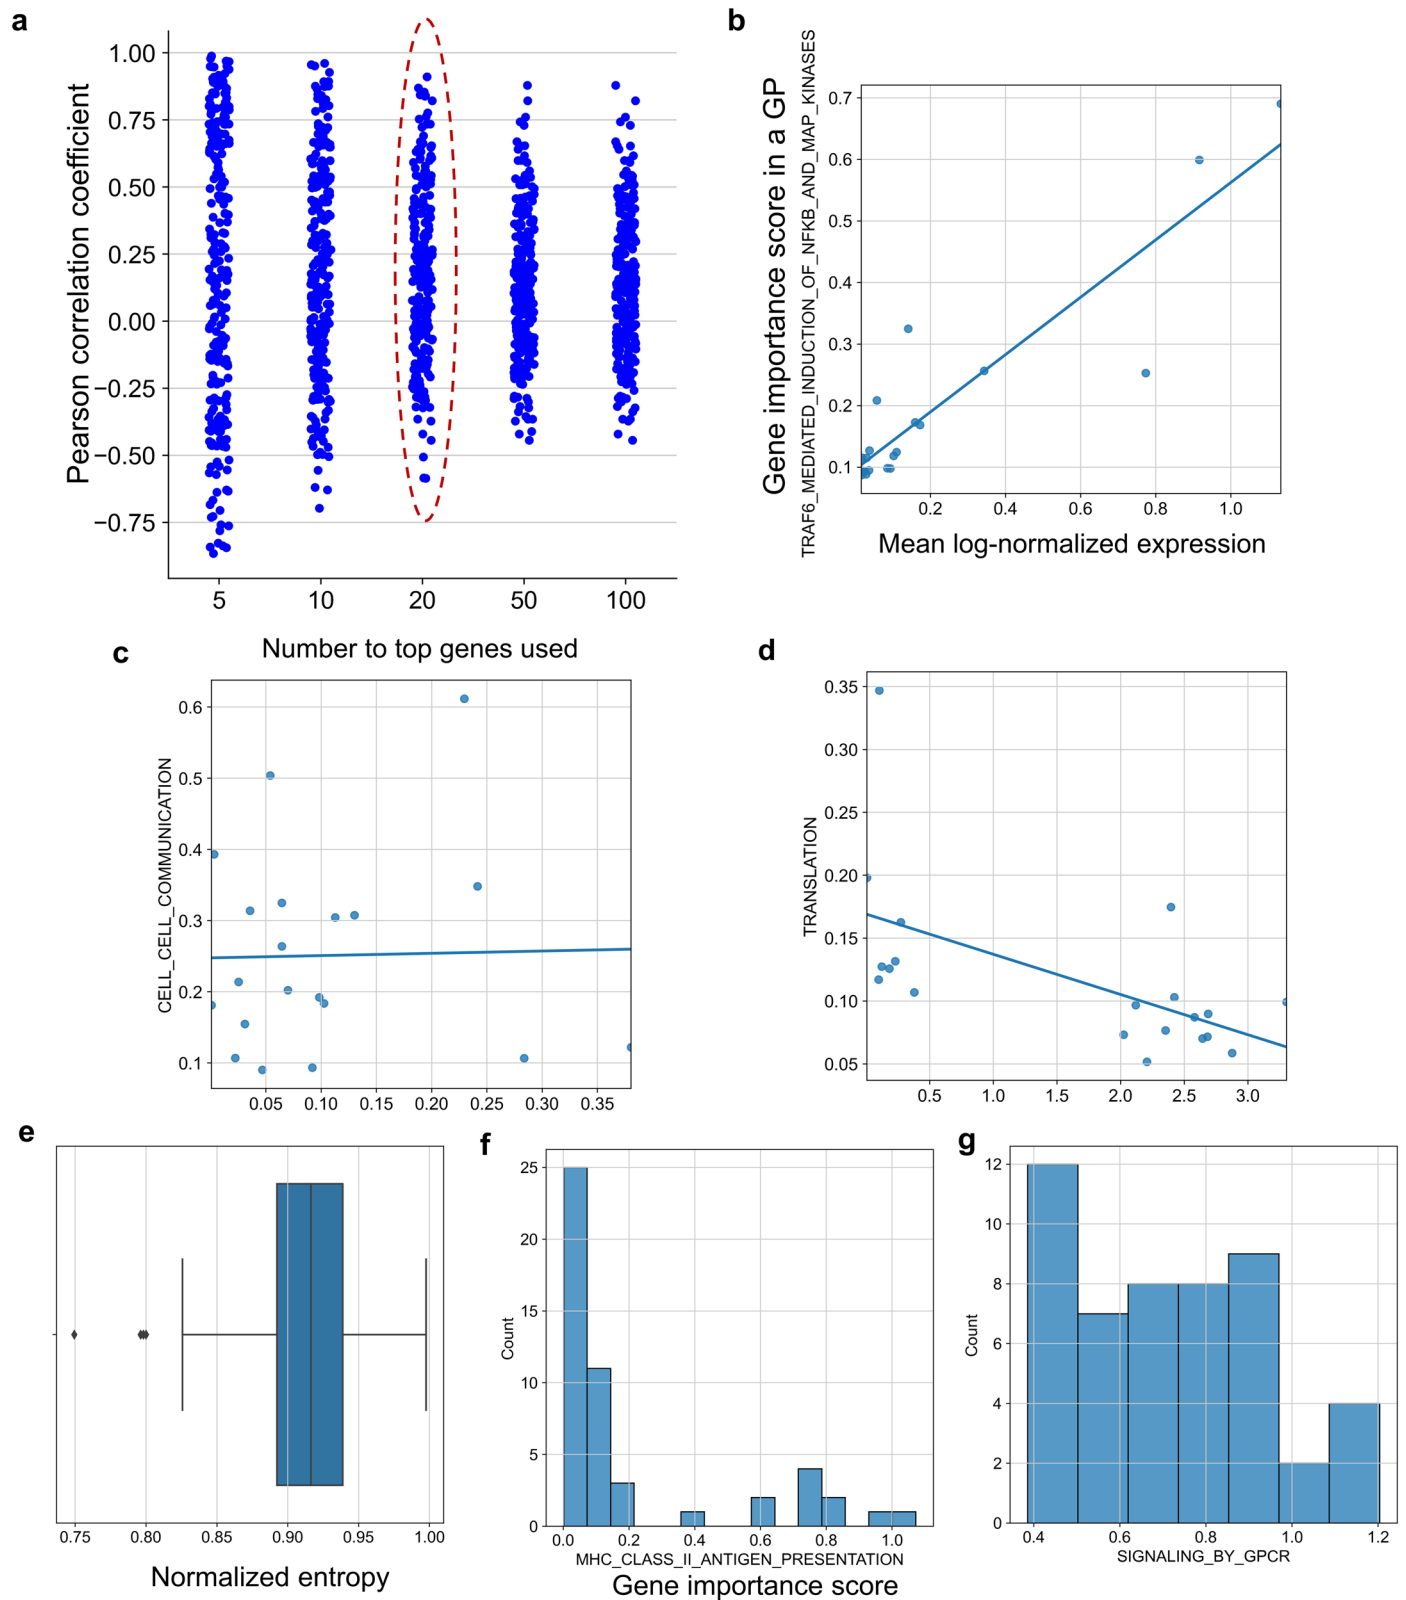 a
1.00
0.75
0.50
0.25
0.00
−0.25
−0.50
−0.75
Pearson correlation coefficient
5 10 20 50 100
Number to top genes used
b
Gene importance score in a GP
TRAF6_MEDIATED_INDUCTION_OF_NFKB_AND_MAP_KINASES
0.7
0.6
0.5
0.4
0.3
0.2
0.1
0.2 0.4 0.6 0.8 1.0
Mean log-normalized expression
c
CELL_CELL_COMMUNICATION
0.6
0.5
0.4
0.3
0.2
0.1
0.05 0.10 0.15 0.20 0.25 0.30 0.35
d
TRANSLATION
0.35
0.30
0.25
0.20
0.15
0.10
0.05
0.5 1.0 1.5 2.0 2.5 3.0
e
0.75 0.80 0.85 0.90 0.95 1.00
Normalized entropy
f
Count
25
20
15
10
5
0
0.0 0.2 0.4 0.6 0.8 1.0
MHC_CLASS_II_ANTIGEN_PRESENTATION
Gene importance score
g
Count
12
10
8
6
4
2
0
0.4 0.6 0.8 1.0 1.2
SIGNALING_BY_GPCR